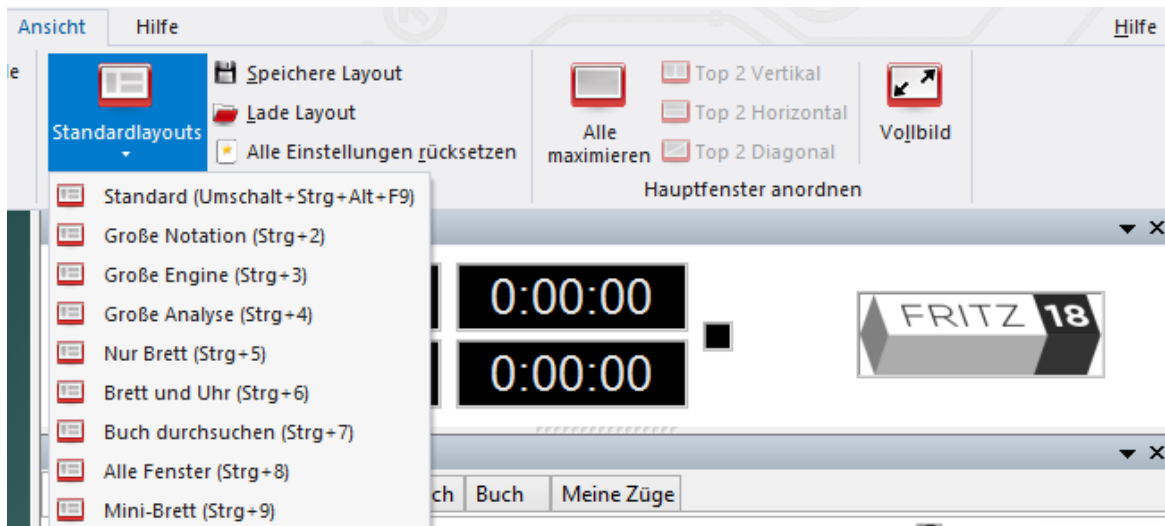 Ansicht Hilfe Hilfe
Speichere Layout
Lade Layout
Alle Einstellungen rücksetzen
Standardlayouts
Alle maximieren
Top 2 Vertikal
Top 2 Horizontal
Top 2 Diagonal
Vollbild
Hauptfenster anordnen
Standard (Umschalt+Strg+Alt+F9)
Große Notation (Strg+2)
Große Engine (Strg+3)
Große Analyse (Strg+4)
Nur Brett (Strg+5)
Brett und Uhr (Strg+6)
Buch durchsuchen (Strg+7)
Alle Fenster (Strg+8)
Mini-Brett (Strg+9)
0:00:00
0:00:00
FRITZ 18
ch Buch Meine Züge